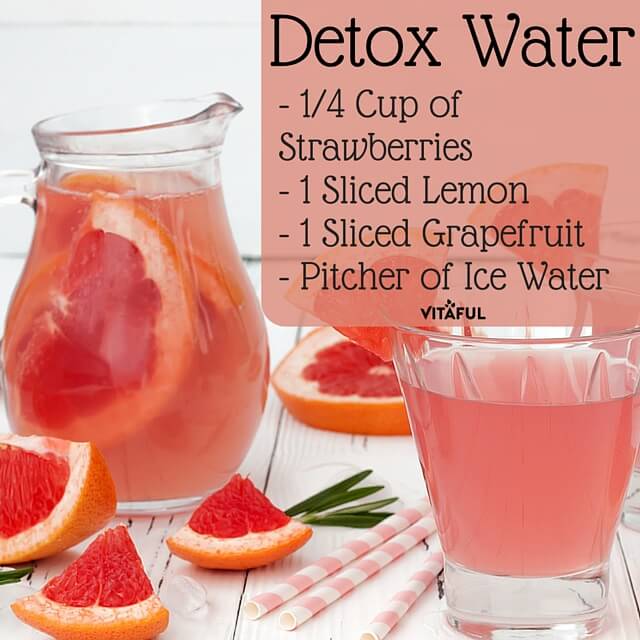 Detox Water
- 1/4 Cup of
Strawberries
- 1 Sliced Lemon
- 1 Sliced Grapefruit
- Pitcher of Ice Water
VITAFUL